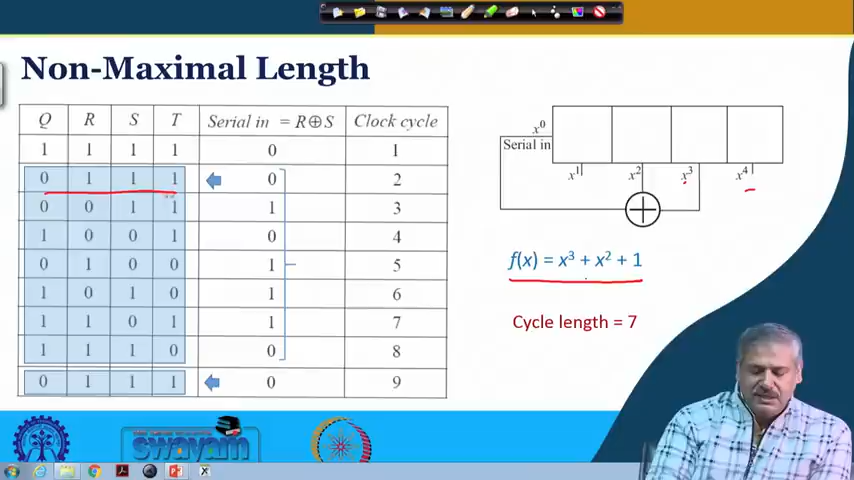 Non-Maximal Length
Q R S T Serial in = R⊕S Clock cycle
1 1 1 1 0 1
0 1 1 1 0 2
0 0 1 1 1 3
1 0 0 1 0 4
0 1 0 0 1 5
1 0 1 0 1 6
1 1 0 1 1 7
1 1 1 0 0 8
0 1 1 1 0 9
x⁰
Serial in
x¹ x² x³ x⁴
f(x) = x³ + x² + 1
Cycle length = 7
swayam